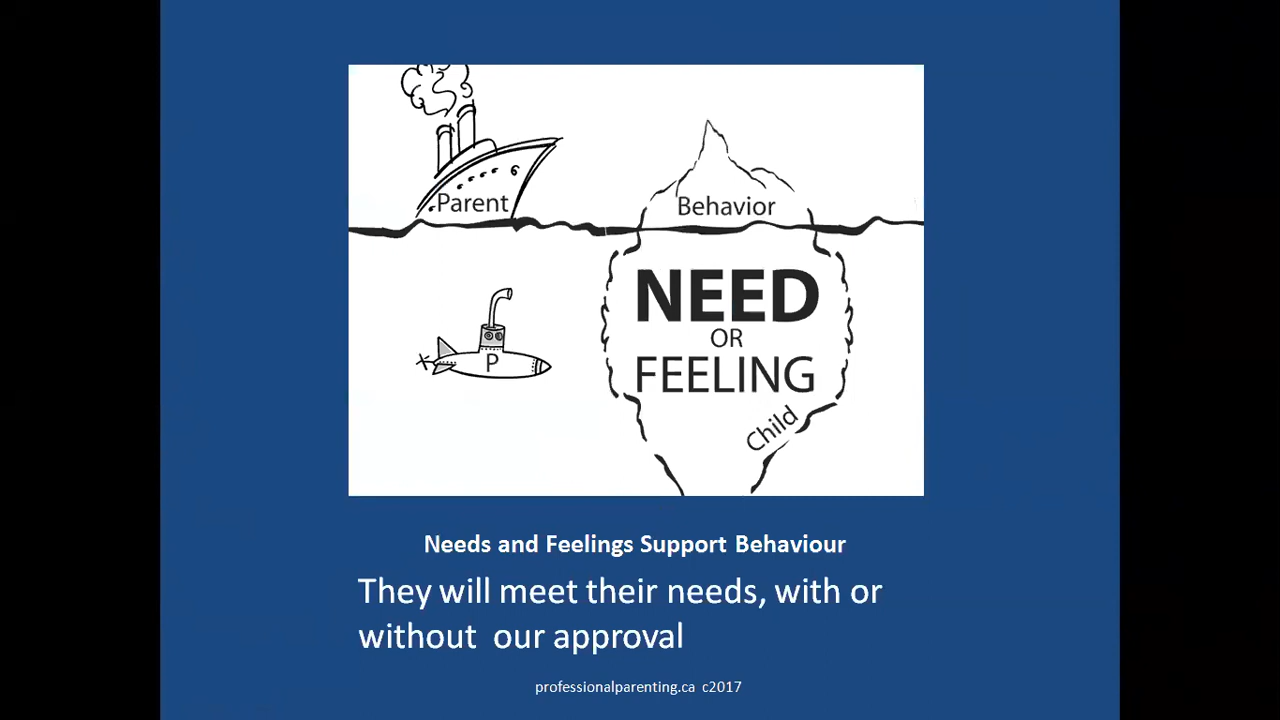 Parent
Behavior
NEED
OR
FEELING
P
Child
Needs and Feelings Support Behaviour
They will meet their needs, with or
without our approval
professionalparenting.ca c2017